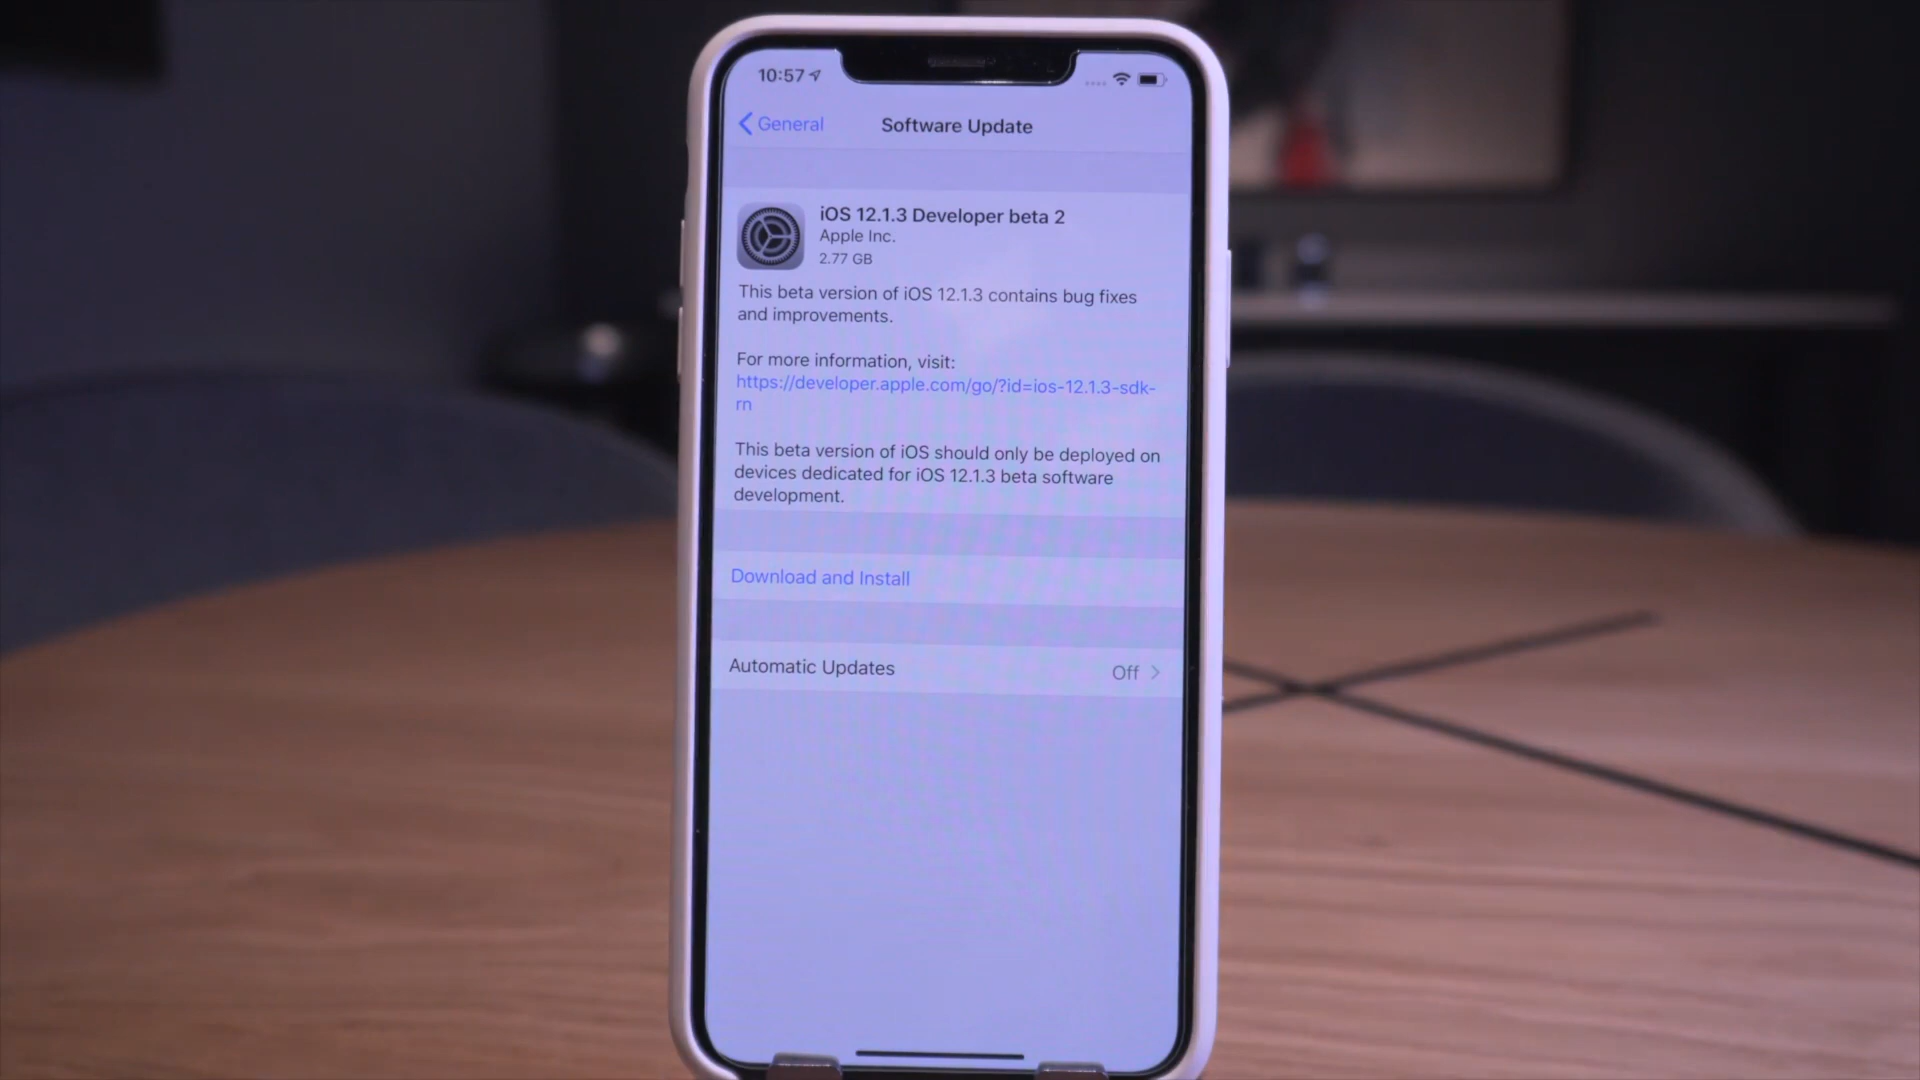 10:57
General
Software Update
iOS 12.1.3 Developer beta 2
Apple Inc.
2.77 GB
This beta version of iOS 12.1.3 contains bug fixes
and improvements.
For more information, visit:
https://developer.apple.com/go/?id=ios-12.1.3-sdk-
rn
This beta version of iOS should only be deployed on
devices dedicated for iOS 12.1.3 beta software
development.
Download and Install
Automatic Updates Off